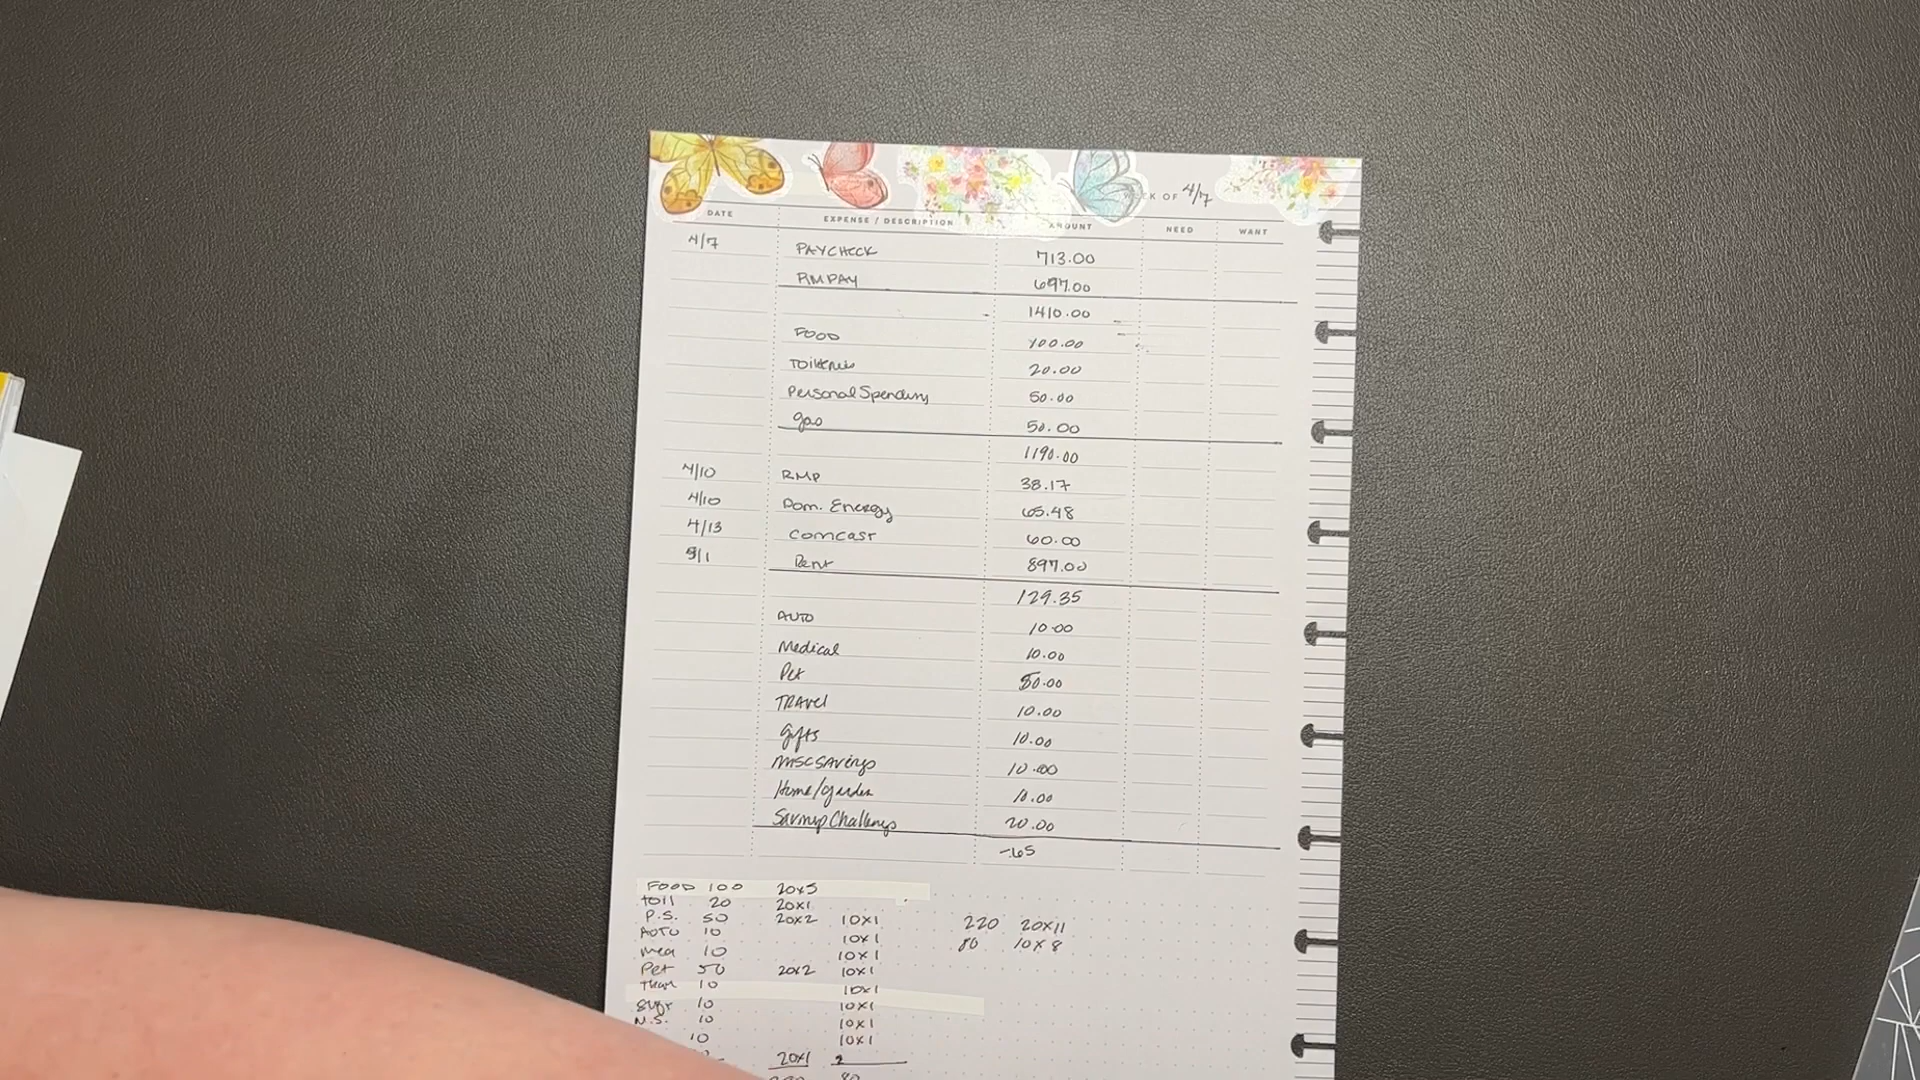 WEEK OF 4/7
DATE EXPENSE / DESCRIPTION AMOUNT NEED WANT
4/7 PAYCHECK 713.00
RMPAY 697.00
1410.00
FOOD 100.00
Toiletries 20.00
Personal Spending 50.00
gas 50.00
1190.00
4/10 RMP 38.17
4/10 Dom. Energy 65.48
4/13 Comcast 60.00
5/1 Rent 897.00
129.35
AUTO 10.00
Medical 10.00
Pet 50.00
TRAVel 10.00
gifts 10.00
MISC SAVings 10.00
Home/garden 10.00
Savings Challenge 20.00
-.65
FOOD 100 20x5
toil 20 20x1
P.S. 50 20x2 10x1 220 20x11
AUTO 10 10x1 80 10x8
Med 10 10x1
Pet 50 20x2 10x1
10 10x1
10 10x1
M.S. 10 10x1
10 10x1
20x1
80